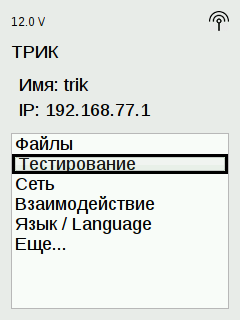 12.0 V
ТРИК
Имя: trik
IP: 192.168.77.1
Файлы
Тестирование
Сеть
Взаимодействие
Язык / Language
Еще...